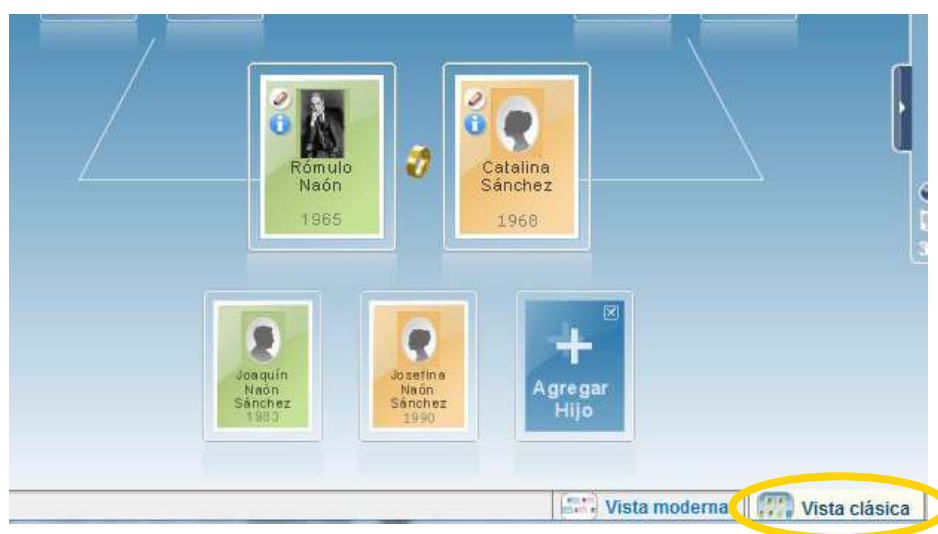 Rómulo
Naón
1965
Catalina
Sánchez
1968
Joaquín
Naón
Sánchez
1983
Josefina
Naón
Sánchez
1990
Agregar
Hijo
Vista moderna
Vista clásica